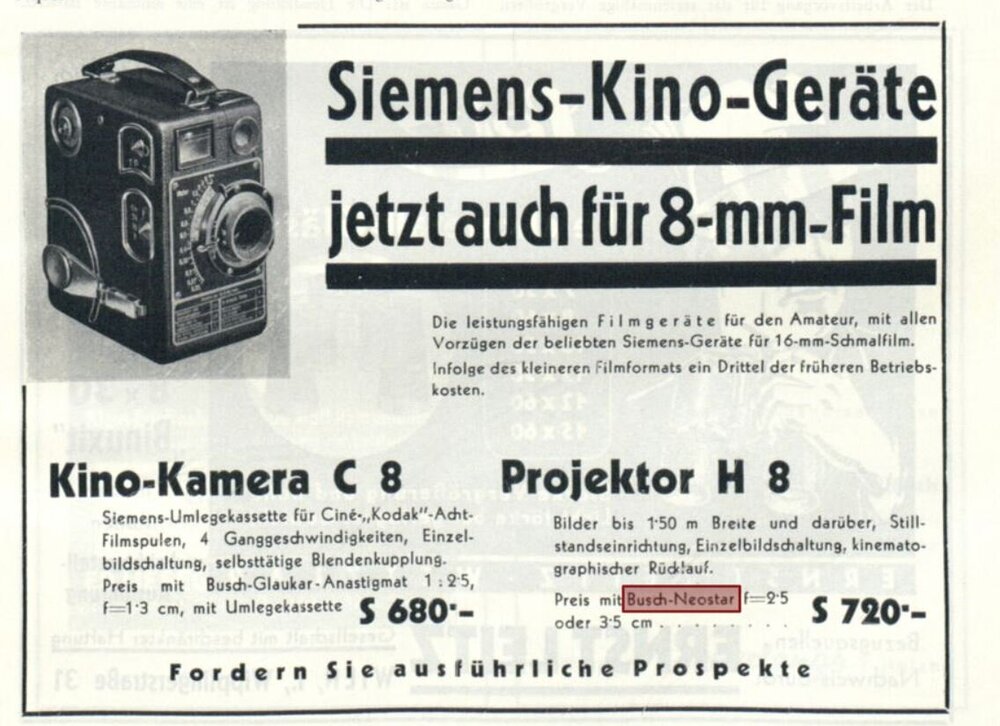 Siemens-Kino-Geräte
jetzt auch für 8-mm-Film
Die leistungsfähigen Filmgeräte für den Amateur, mit allen
Vorzügen der beliebten Siemens-Geräte für 16-mm-Schmalfilm.
Infolge des kleineren Filmformats ein Drittel der früheren Betriebs-
kosten.
Kino-Kamera C 8
Siemens-Umlegekassette für Ciné-„Kodak"-Acht-
Filmspulen, 4 Ganggeschwindigkeiten, Einzel-
bildschaltung, selbsttätige Blendenkupplung.
Preis mit Busch-Glaukar-Anastigmat 1:2·5,
f=1·3 cm, mit Umlegekassette S 680·–
Projektor H 8
Bilder bis 1·50 m Breite und darüber, Still-
standseinrichtung, Einzelbildschaltung, kinemato-
graphischer Rücklauf.
Preis mit Busch-Neostar f=2·5
oder 3·5 cm . . . . . . . . . S 720·–
Fordern Sie ausführliche Prospekte